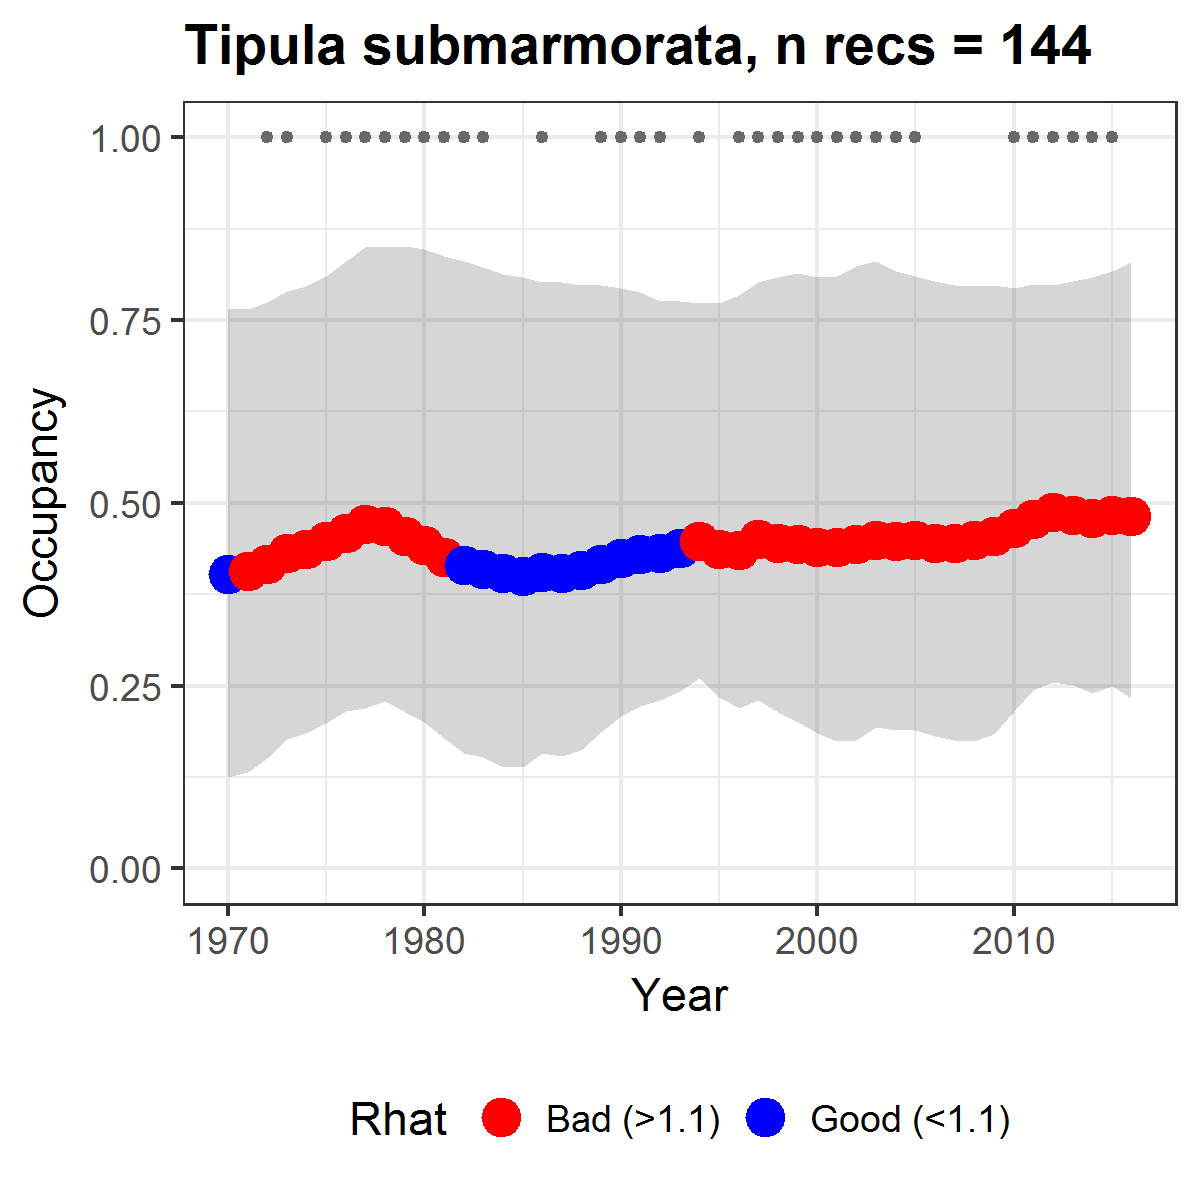 Tipula submarmorata, n recs = 144
1.00
0.75
0.50
0.25
0.00
Occupancy
1970 1980 1990 2000 2010
Year
Rhat Bad (>1.1) Good (<1.1)